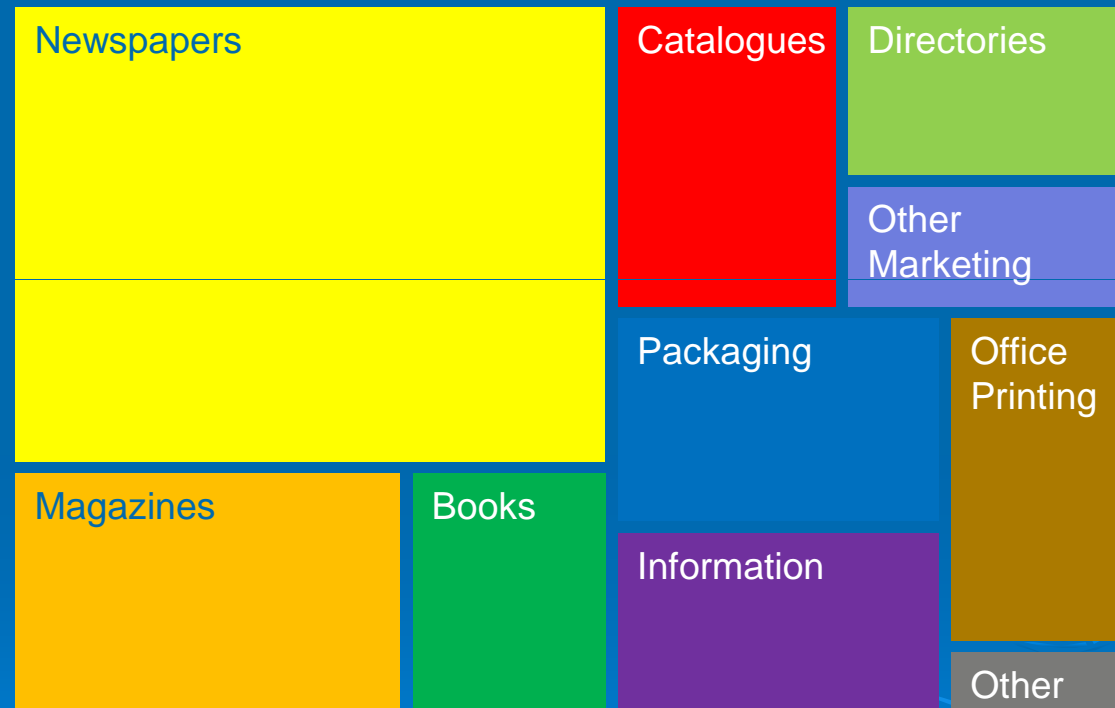 Newspapers
Catalogues
Directories
Other
Marketing
Packaging
Office
Printing
Magazines
Books
Information
Other